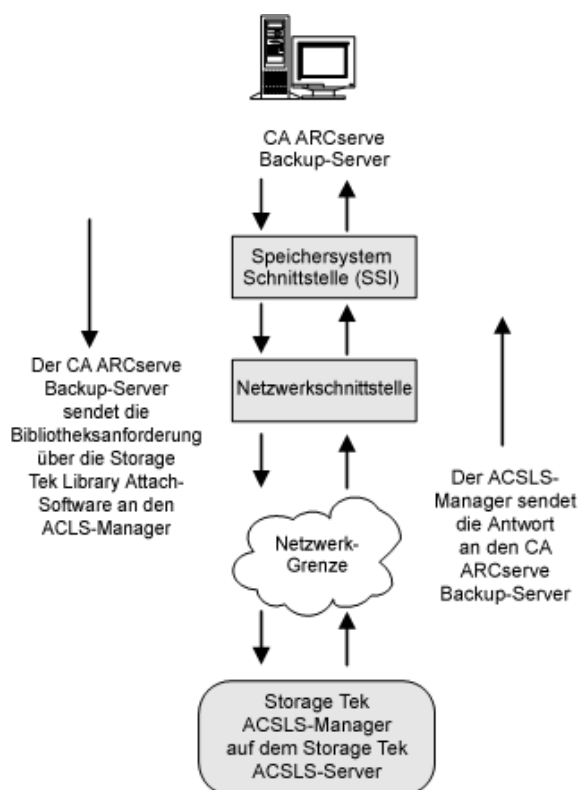 CA ARCserve
Backup-Server
Speichersystem
Schnittstelle (SSI)
Netzwerkschnittstelle
Der CA ARCserve
Backup-Server
sendet die
Bibliotheksanforderung
über die Storage
Tek Library Attach-
Software an den
ACLS-Manager
Netzwerk-
Grenze
Der ACSLS-
Manager sendet
die Antwort
an den CA
ARCserve
Backup-Server
Storage Tek
ACSLS-Manager
auf dem Storage Tek
ACSLS-Server